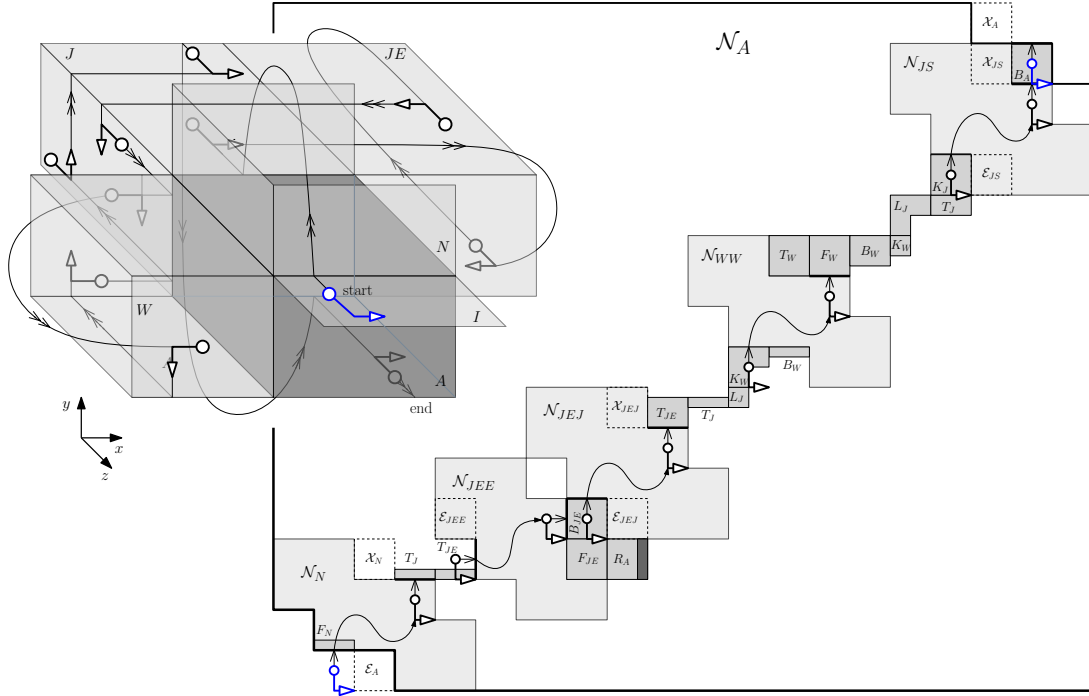 J
JE
N
start
W
I
A
end
y
x
z
𝒩_A
𝒳_A
𝒩_JS
𝒳_JS
B_A
K_J
ℰ_JS
L_J
T_J
𝒩_WW
T_W
F_W
B_W
K_W
K_W
B_W
L_J
𝒩_JEJ
𝒳_JEJ
T_JE
T_J
𝒩_JEE
ℰ_JEE
B_JE
ℰ_JEJ
T_JE
F_JE
R_A
𝒩_N
𝒳_N
T_J
F_N
ℰ_A